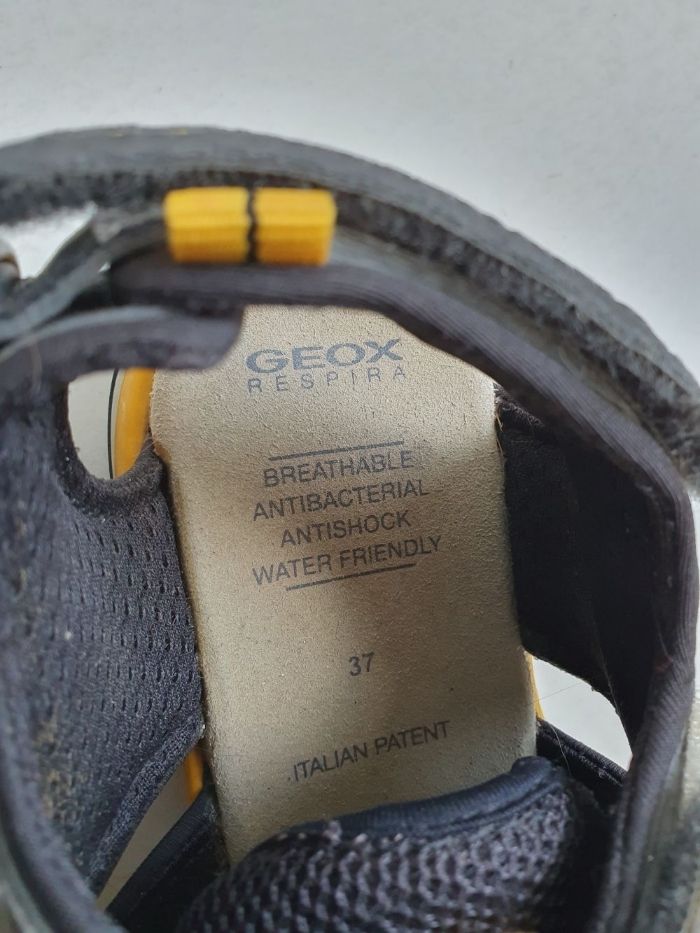 GEOX
RESPIRA
BREATHABLE
ANTIBACTERIAL
ANTISHOCK
WATER FRIENDLY
37
ITALIAN PATENT